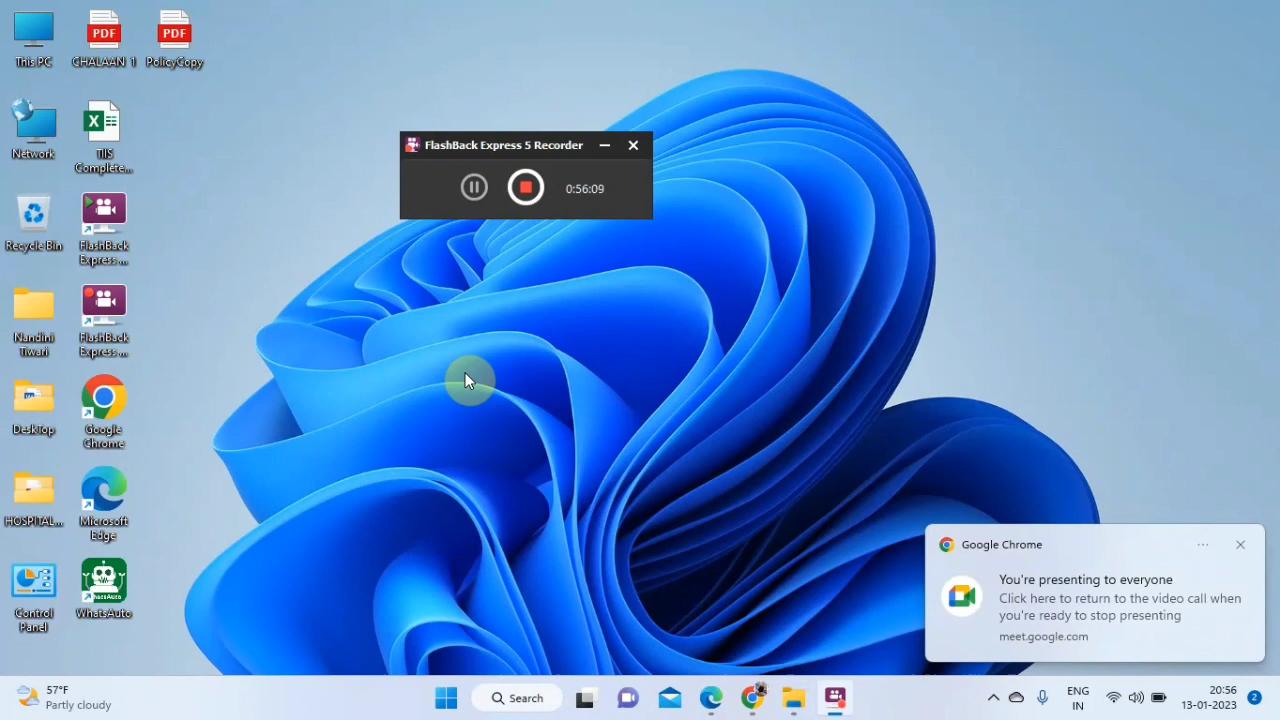 This PC
CHALAAN 1
PolicyCopy
Network
TIIS
Complete...
Recycle Bin
FlashBack
Express ...
Nandini
Tiwari
FlashBack
Express ...
DeskTop
Google
Chrome
HOSPITAL...
Microsoft
Edge
Control
Panel
WhatsAuto
PDF
PDF
FlashBack Express 5 Recorder
0:56:09
Google Chrome
You're presenting to everyone
Click here to return to the video call when
you're ready to stop presenting
meet.google.com
57°F
Partly cloudy
Search
ENG
IN
20:56
13-01-2023
2